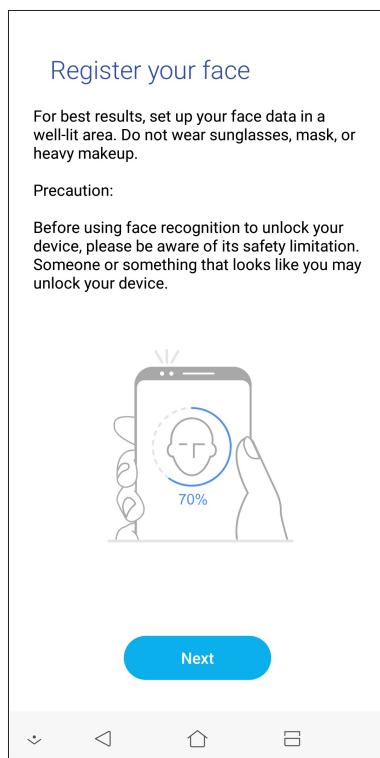 Register your face
For best results, set up your face data in a
well-lit area. Do not wear sunglasses, mask, or
heavy makeup.
Precaution:
Before using face recognition to unlock your
device, please be aware of its safety limitation.
Someone or something that looks like you may
unlock your device.
70%
Next